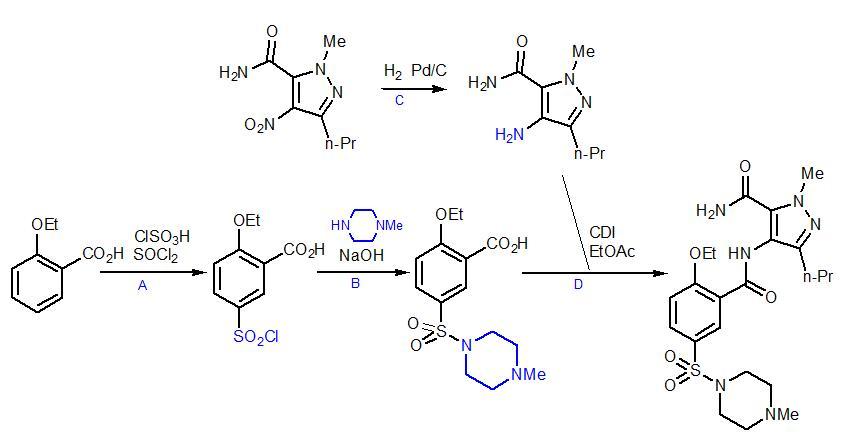 O
Me
H₂N
N
N
O₂N
n-Pr
H₂ Pd/C
C
O
Me
H₂N
N
N
H₂N
n-Pr
OEt
CO₂H
ClSO₃H
SOCl₂
A
OEt
CO₂H
SO₂Cl
HN
NMe
NaOH
B
OEt
CO₂H
O
S
O
N
NMe
CDI
EtOAc
D
O
Me
H₂N
N
N
OEt
HN
n-Pr
O
O
S
O
N
NMe